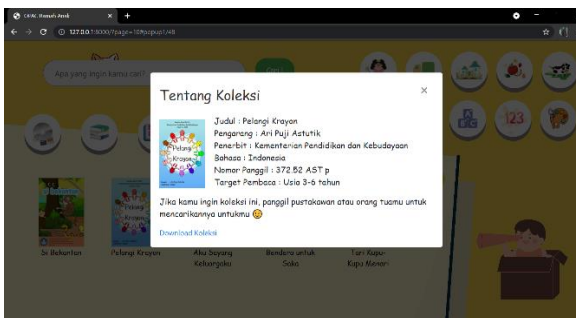 OPAC Ramah Anak
127.0.0.1:8000/?page=10#popup1/48
Apa yang ingin kamu cari?
Cari !
Tentang Koleksi
×
Judul : Pelangi Krayon
Pengarang : Ari Puji Astutik
Penerbit : Kementerian Pendidikan dan Kebudayaan
Bahasa : Indonesia
Nomor Panggil : 372.52 AST p
Target Pembaca : Usia 3-6 tahun
Pelangi
Krayon
Jika kamu ingin koleksi ini, panggil pustakawan atau orang tuamu untuk
mencarikannya untukmu
Download Koleksi
Si Bekantan
Pelangi Krayon
Aku Sayang
Keluargaku
Bendera untuk
Salia
Tari Kupu-
Kupu Menari
123